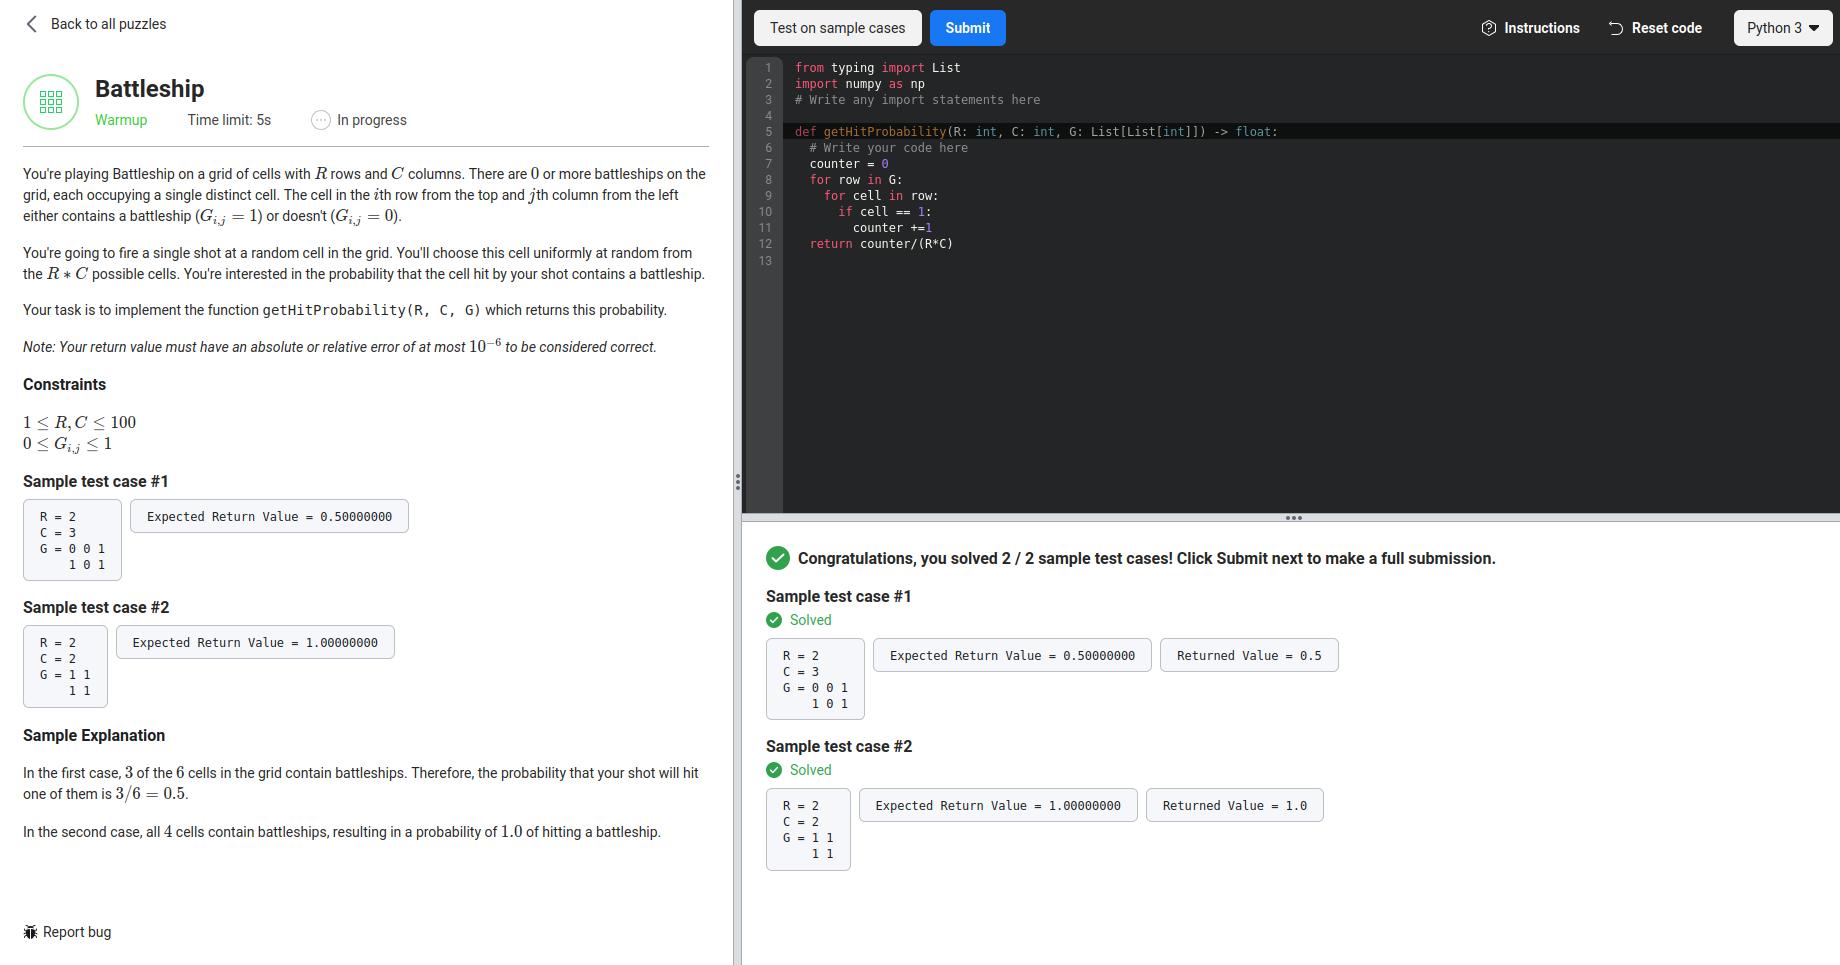 Back to all puzzles
Battleship
Warmup Time limit: 5s In progress
You're playing Battleship on a grid of cells with R rows and C columns. There are 0 or more battleships on the
grid, each occupying a single distinct cell. The cell in the ith row from the top and jth column from the left
either contains a battleship (G_{i,j} = 1) or doesn't (G_{i,j} = 0).
You're going to fire a single shot at a random cell in the grid. You'll choose this cell uniformly at random from
the R * C possible cells. You're interested in the probability that the cell hit by your shot contains a battleship.
Your task is to implement the function getHitProbability(R, C, G) which returns this probability.
Note: Your return value must have an absolute or relative error of at most 10^{-6} to be considered correct.
Constraints
1 ≤ R, C ≤ 100
0 ≤ G_{i,j} ≤ 1
Sample test case #1
R = 2
C = 3
G = 0 0 1
1 0 1
Expected Return Value = 0.50000000
Sample test case #2
R = 2
C = 2
G = 1 1
1 1
Expected Return Value = 1.00000000
Sample Explanation
In the first case, 3 of the 6 cells in the grid contain battleships. Therefore, the probability that your shot will hit
one of them is 3/6 = 0.5.
In the second case, all 4 cells contain battleships, resulting in a probability of 1.0 of hitting a battleship.
Report bug
Test on sample cases Submit Instructions Reset code Python 3
1 from typing import List
2 import numpy as np
3 # Write any import statements here
4
5 def getHitProbability(R: int, C: int, G: List[List[int]]) -> float:
6 # Write your code here
7 counter = 0
8 for row in G:
9 for cell in row:
10 if cell == 1:
11 counter +=1
12 return counter/(R*C)
13
Congratulations, you solved 2 / 2 sample test cases! Click Submit next to make a full submission.
Sample test case #1
Solved
R = 2
C = 3
G = 0 0 1
1 0 1
Expected Return Value = 0.50000000
Returned Value = 0.5
Sample test case #2
Solved
R = 2
C = 2
G = 1 1
1 1
Expected Return Value = 1.00000000
Returned Value = 1.0